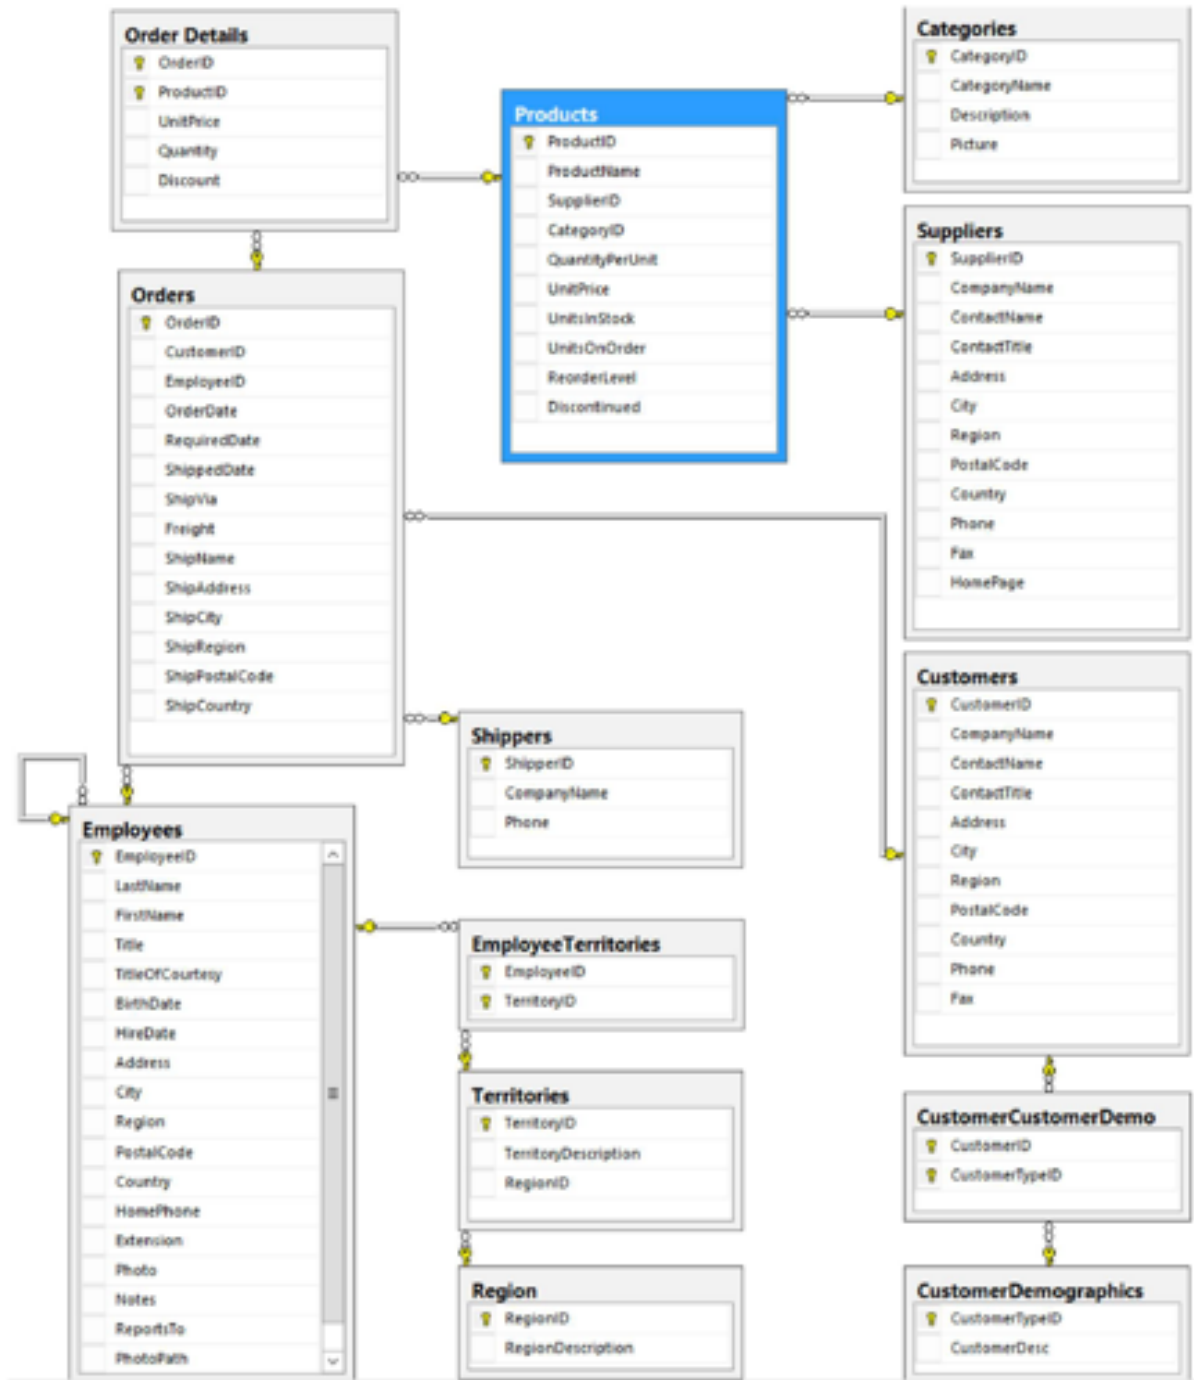 Order Details
OrderID
ProductID
UnitPrice
Quantity
Discount
Products
ProductID
ProductName
SupplierID
CategoryID
QuantityPerUnit
UnitPrice
UnitsInStock
UnitsOnOrder
ReorderLevel
Discontinued
Categories
CategoryID
CategoryName
Description
Picture
Suppliers
SupplierID
CompanyName
ContactName
ContactTitle
Address
City
Region
PostalCode
Country
Phone
Fax
HomePage
Orders
OrderID
CustomerID
EmployeeID
OrderDate
RequiredDate
ShippedDate
ShipVia
Freight
ShipName
ShipAddress
ShipCity
ShipRegion
ShipPostalCode
ShipCountry
Shippers
ShipperID
CompanyName
Phone
Customers
CustomerID
CompanyName
ContactName
ContactTitle
Address
City
Region
PostalCode
Country
Phone
Fax
Employees
EmployeeID
LastName
FirstName
Title
TitleOfCourtesy
BirthDate
HireDate
Address
City
Region
PostalCode
Country
HomePhone
Extension
Photo
Notes
ReportsTo
PhotoPath
EmployeeTerritories
EmployeeID
TerritoryID
Territories
TerritoryID
TerritoryDescription
RegionID
Region
RegionID
RegionDescription
CustomerCustomerDemo
CustomerID
CustomerTypeID
CustomerDemographics
CustomerTypeID
CustomerDesc